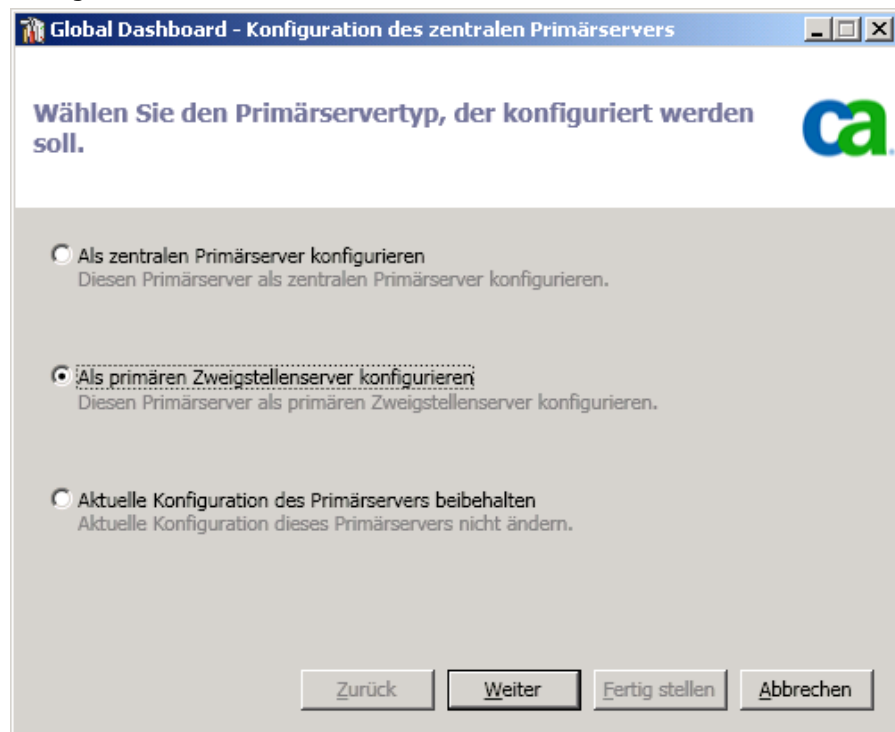 Global Dashboard - Konfiguration des zentralen Primärservers
Wählen Sie den Primärservertyp, der konfiguriert werden
soll.
ca
Als zentralen Primärserver konfigurieren
Diesen Primärserver als zentralen Primärserver konfigurieren.
Als primären Zweigstellenserver konfigurieren
Diesen Primärserver als primären Zweigstellenserver konfigurieren.
Aktuelle Konfiguration des Primärservers beibehalten
Aktuelle Konfiguration dieses Primärservers nicht ändern.
Zurück Weiter Fertig stellen Abbrechen